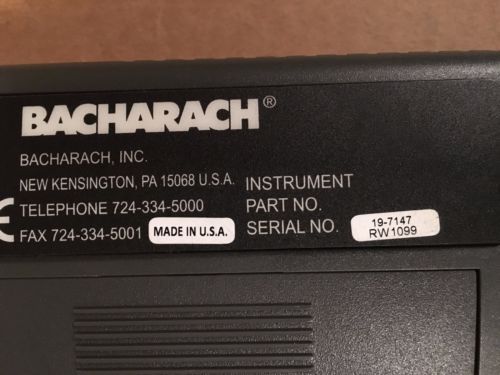 BACHARACH®
BACHARACH, INC.
NEW KENSINGTON, PA 15068 U.S.A.
TELEPHONE 724-334-5000
CE FAX 724-334-5001
MADE IN U.S.A.
INSTRUMENT
PART NO.
SERIAL NO.
19-7147
RW1099